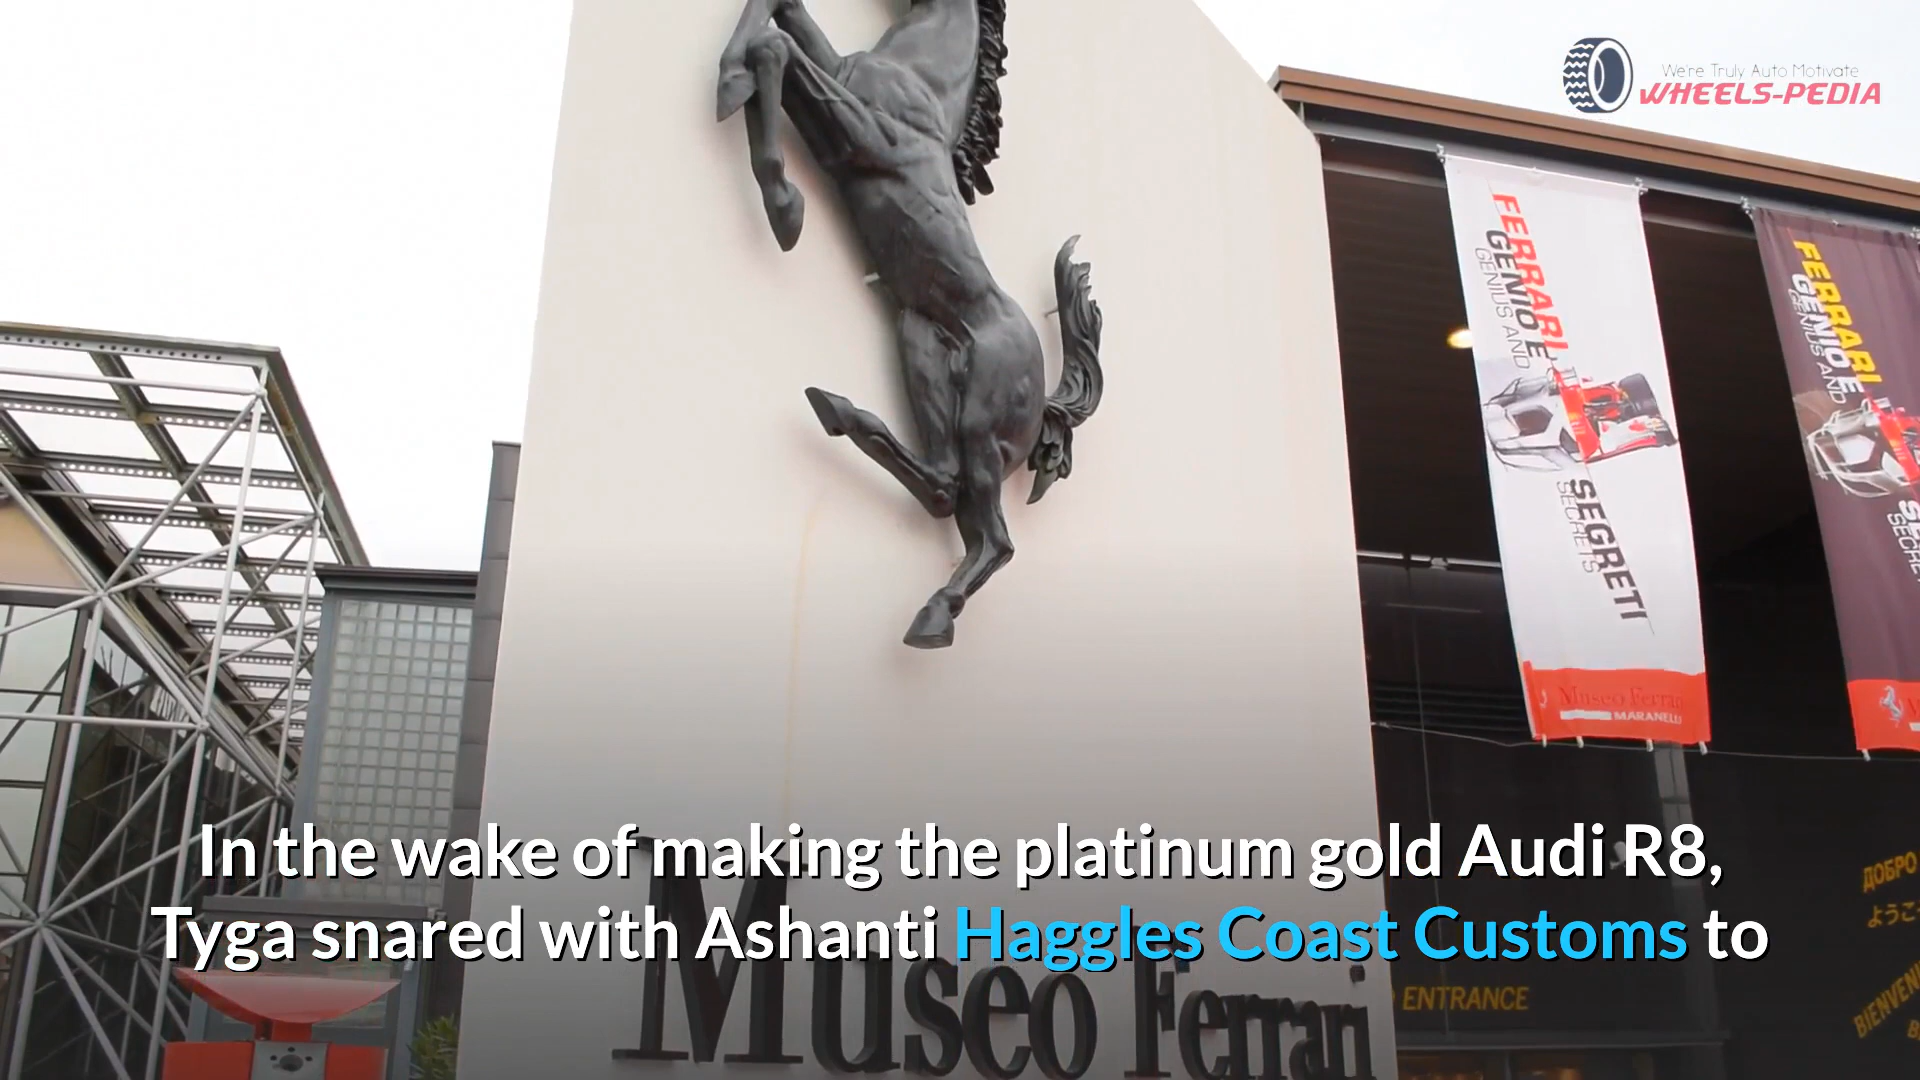 We're Truly Auto Motivate
WHEELS-PEDIA
FERRARI
GENIO E
GENIUS AND
SEGRETI
SECRETS
Museo Ferrari
MARANELLO
FERRARI
GENIO E
GENIUS AND
In the wake of making the platinum gold Audi R8,
Tyga snared with Ashanti Haggles Coast Customs to
Museo Ferrari
ENTRANCE
ДОБРО
ようこ